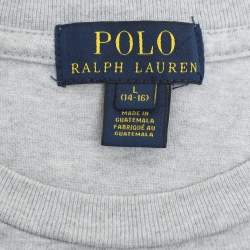 POLO
RALPH LAUREN
L
(14-16)
MADE IN
GUATEMALA
FABRIQUÉ AU
GUATEMALA